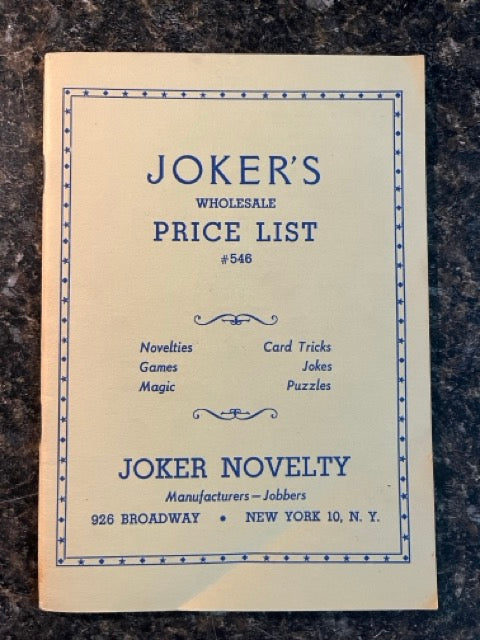 JOKER'S
WHOLESALE
PRICE LIST
#546
Novelties Card Tricks
Games Jokes
Magic Puzzles
JOKER NOVELTY
Manufacturers — Jobbers
926 BROADWAY • NEW YORK 10, N. Y.